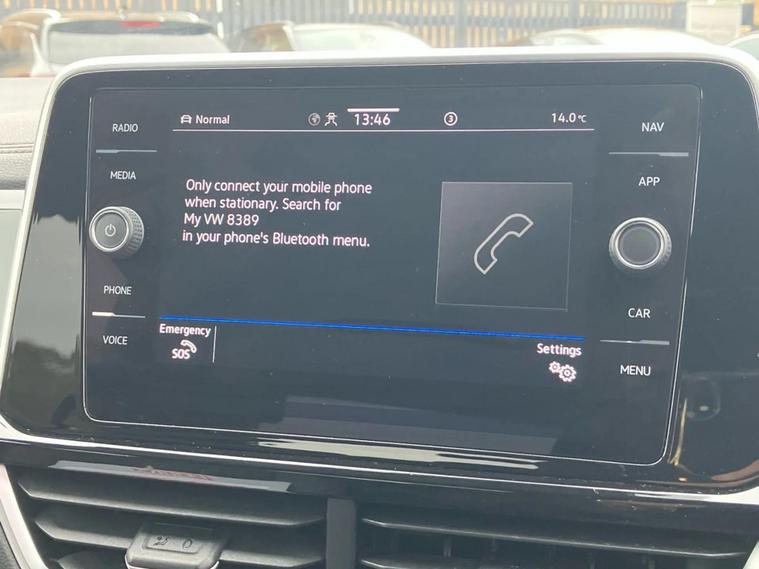 RADIO
MEDIA
PHONE
VOICE
Normal
13:46
3
14.0°C
Only connect your mobile phone
when stationary. Search for
My VW 8389
in your phone's Bluetooth menu.
Emergency
SOS
Settings
NAV
APP
CAR
MENU